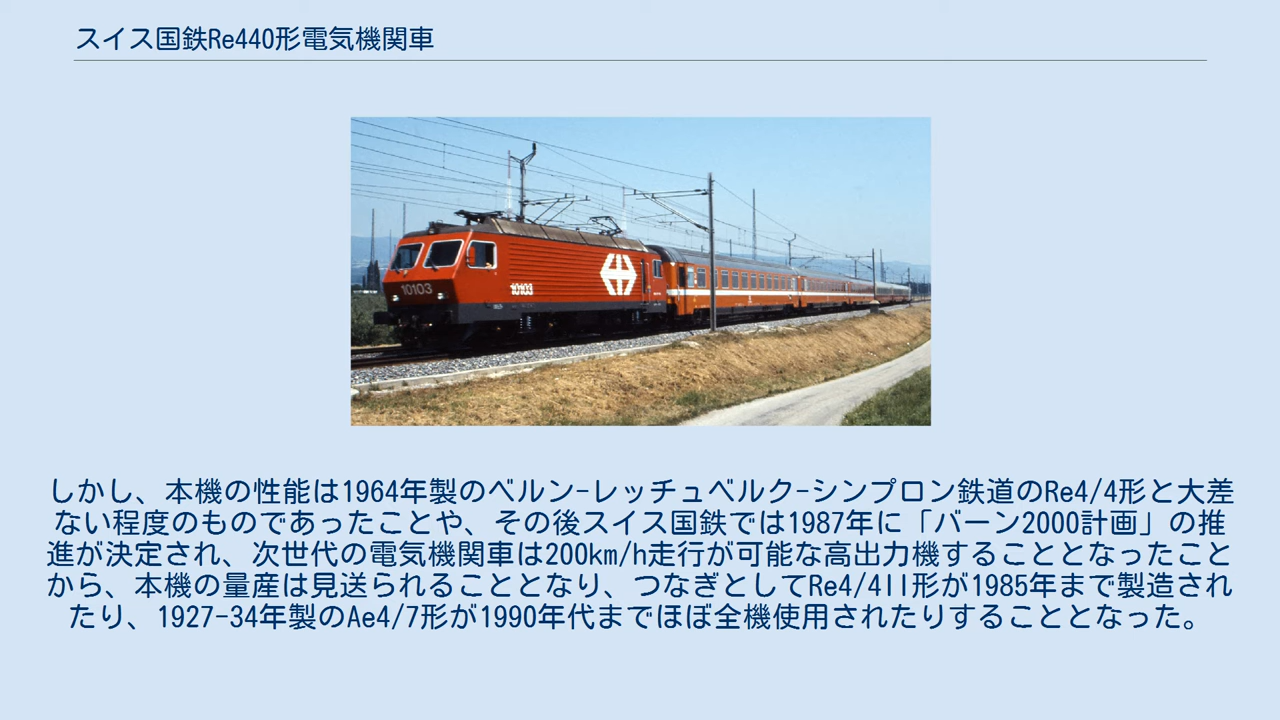 スイス国鉄Re440形電気機関車
10103
10103
しかし、本機の性能は1964年製のベルン-レッチュベルク-シンプロン鉄道のRe4/4形と大差
ない程度のものであったことや、その後スイス国鉄では1987年に「バーン2000計画」の推
進が決定され、次世代の電気機関車は200km/h走行が可能な高出力機することとなったこと
から、本機の量産は見送られることとなり、つなぎとしてRe4/4II形が1985年まで製造され
たり、1927-34年製のAe4/7形が1990年代までほぼ全機使用されたりすることとなった。